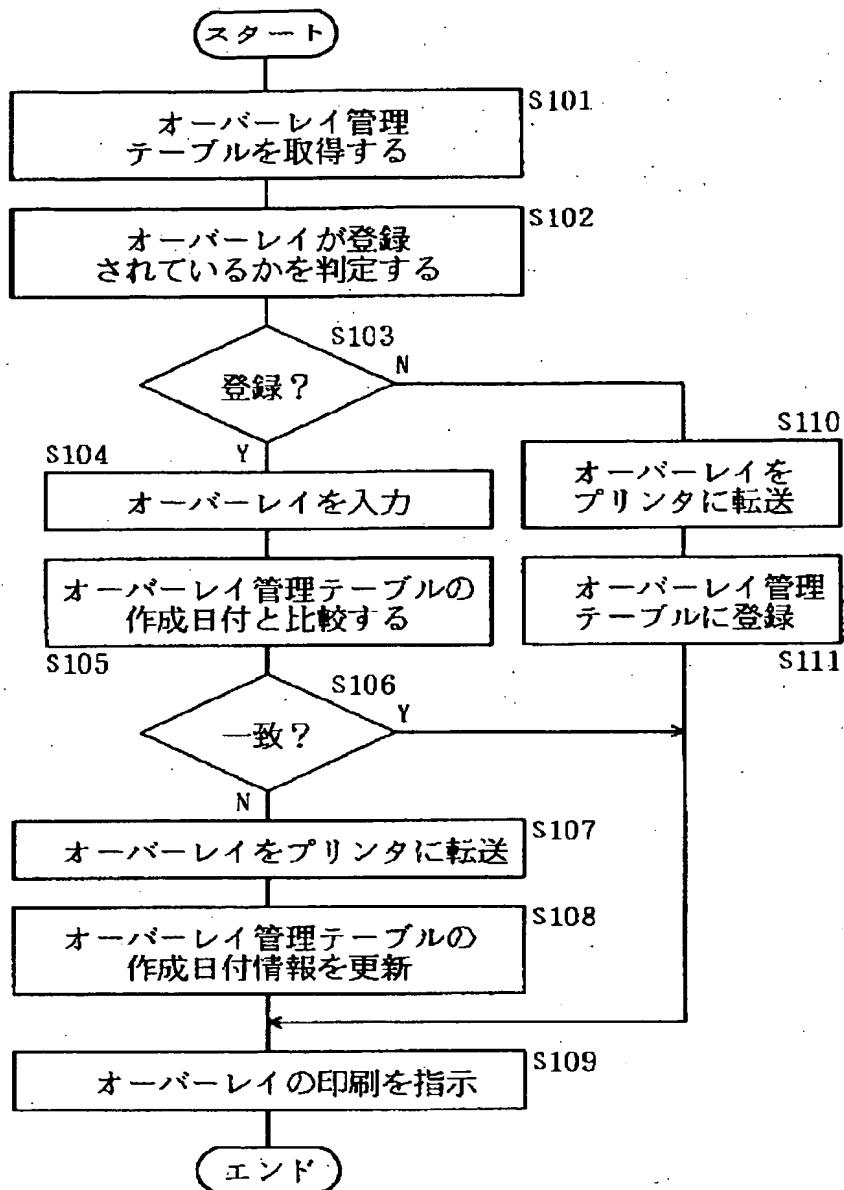 スタート
S101
オーバーレイ管理
テーブルを取得する
S102
オーバーレイが登録
されているかを判定する
S103
登録？
N
Y
S104
オーバーレイを入力
オーバーレイ管理テーブルの
作成日付と比較する
S105
S110
オーバーレイを
プリンタに転送
オーバーレイ管理
テーブルに登録
S111
S106
一致？
Y
N
オーバーレイをプリンタに転送
S107
オーバーレイ管理テーブルの
作成日付情報を更新
S108
オーバーレイの印刷を指示
S109
エンド